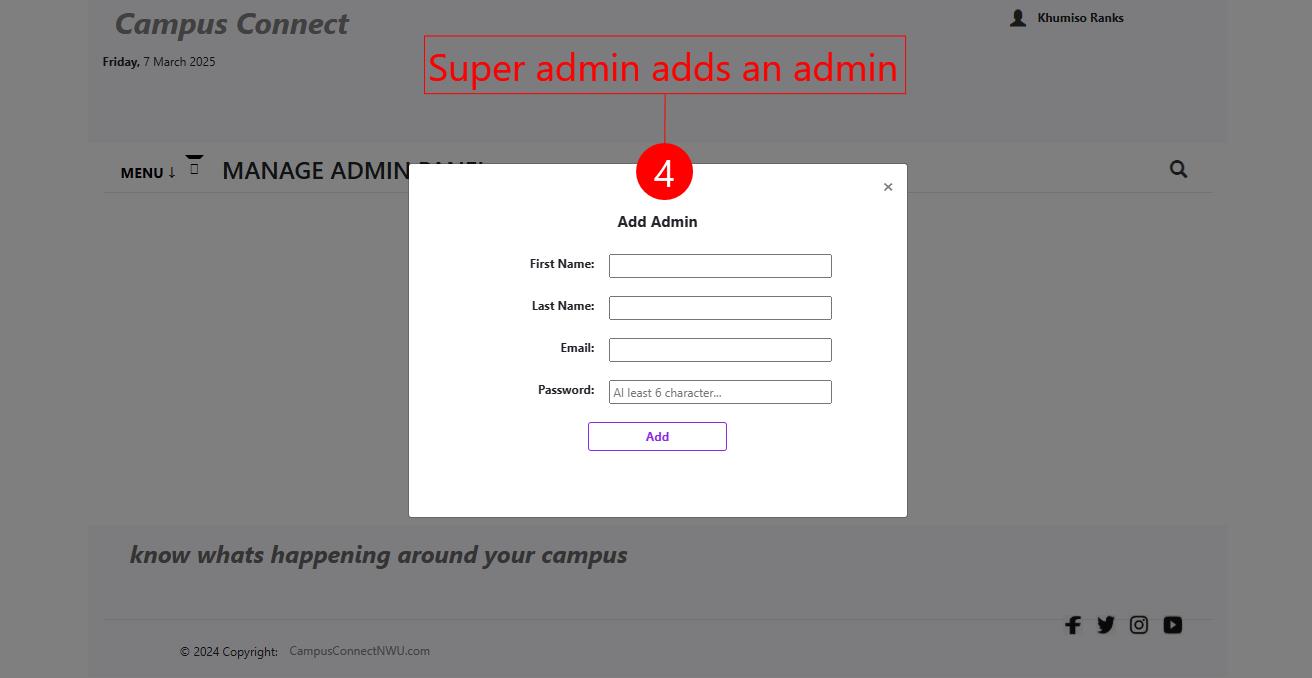 Campus Connect
Khumiso Ranks
Friday, 7 March 2025
Super admin adds an admin
4
MENU ↓
MANAGE ADMIN PANEL
×
Add Admin
First Name:
Last Name:
Email:
Password:
Al least 6 character...
Add
know whats happening around your campus
© 2024 Copyright: CampusConnectNWU.com